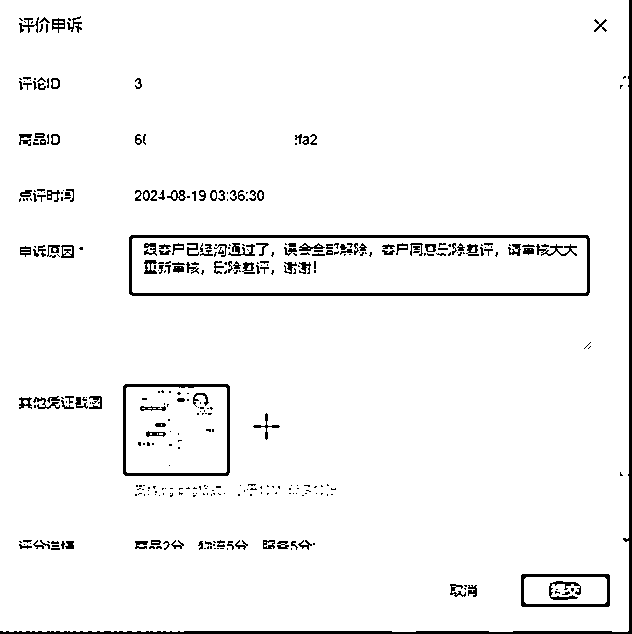 评价申诉
评论ID 3
商品ID 6 fa2
点评时间 2024-08-19 03:36:30
申诉原因 *
跟客户已经沟通过了，误会全部解除，客户同意删除差评，请审核大大
重新审核，删除差评，谢谢！
其他凭证截图
评分详情 商品2分 物流5分 服务5分
取消 提交